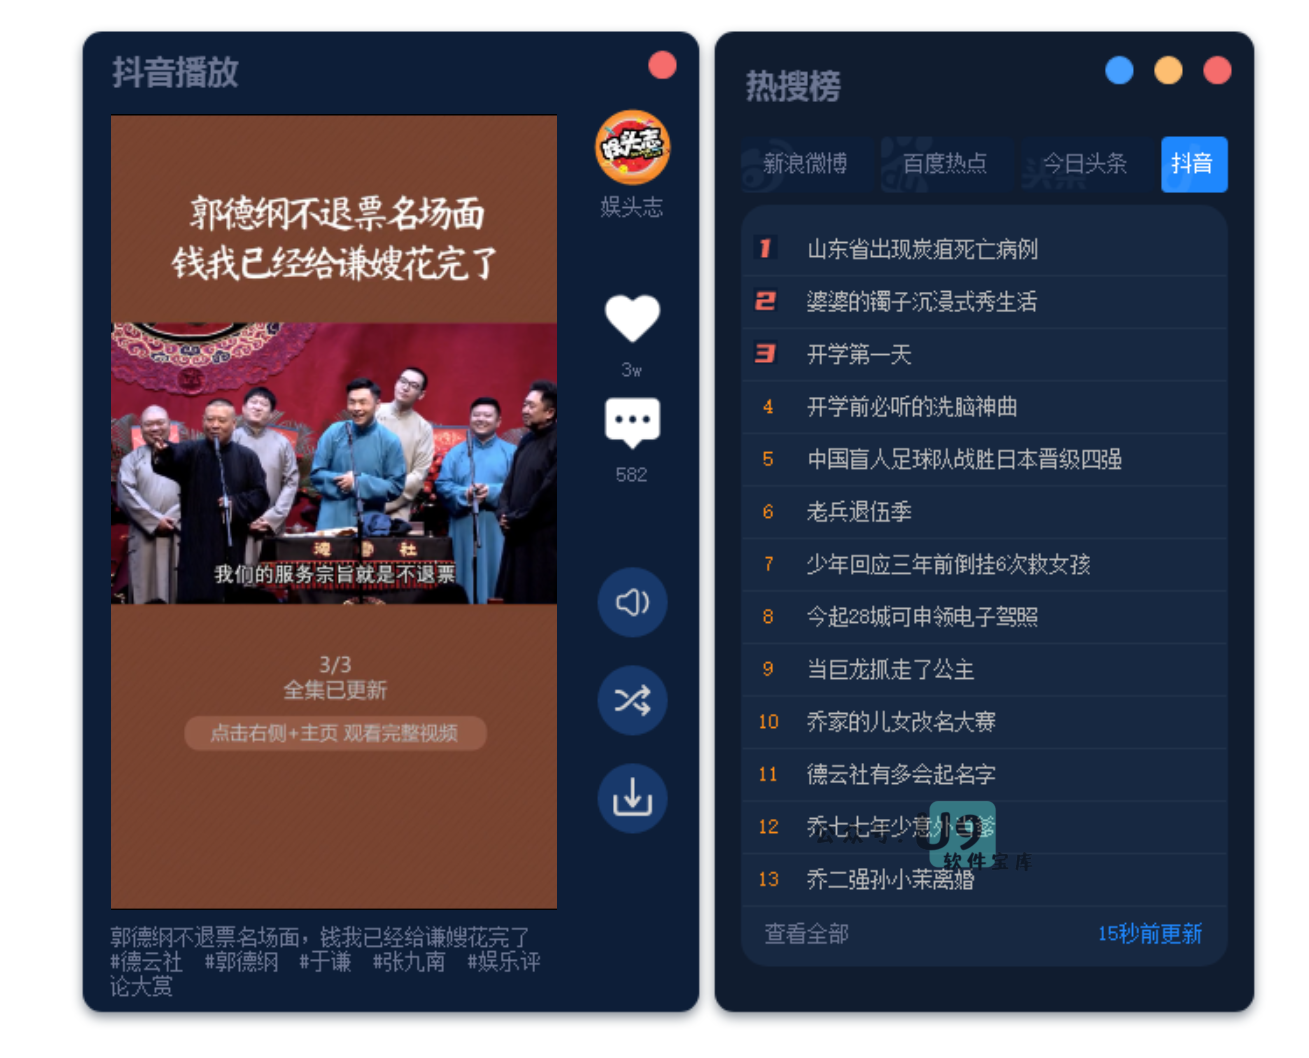 抖音播放
娱头志
郭德纲不退票名场面
钱我已经给谦嫂花完了
娱头志
3w
582
我们的服务宗旨就是不退票
3/3
全集已更新
点击右侧+主页 观看完整视频
郭德纲不退票名场面，钱我已经给谦嫂花完了
#德云社 #郭德纲 #于谦 #张九南 #娱乐评
论大赏
热搜榜
新浪微博 百度热点 今日头条 抖音
1 山东省出现炭疽死亡病例
2 婆婆的镯子沉浸式秀生活
3 开学第一天
4 开学前必听的洗脑神曲
5 中国盲人足球队战胜日本晋级四强
6 老兵退伍季
7 少年回应三年前倒挂6次救女孩
8 今起28城可申领电子驾照
9 当巨龙抓走了公主
10 乔家的儿女改名大赛
11 德云社有多会起名字
12 乔七七年少意外当爹
J9
软件宝库
13 乔二强孙小茉离婚
查看全部 15秒前更新